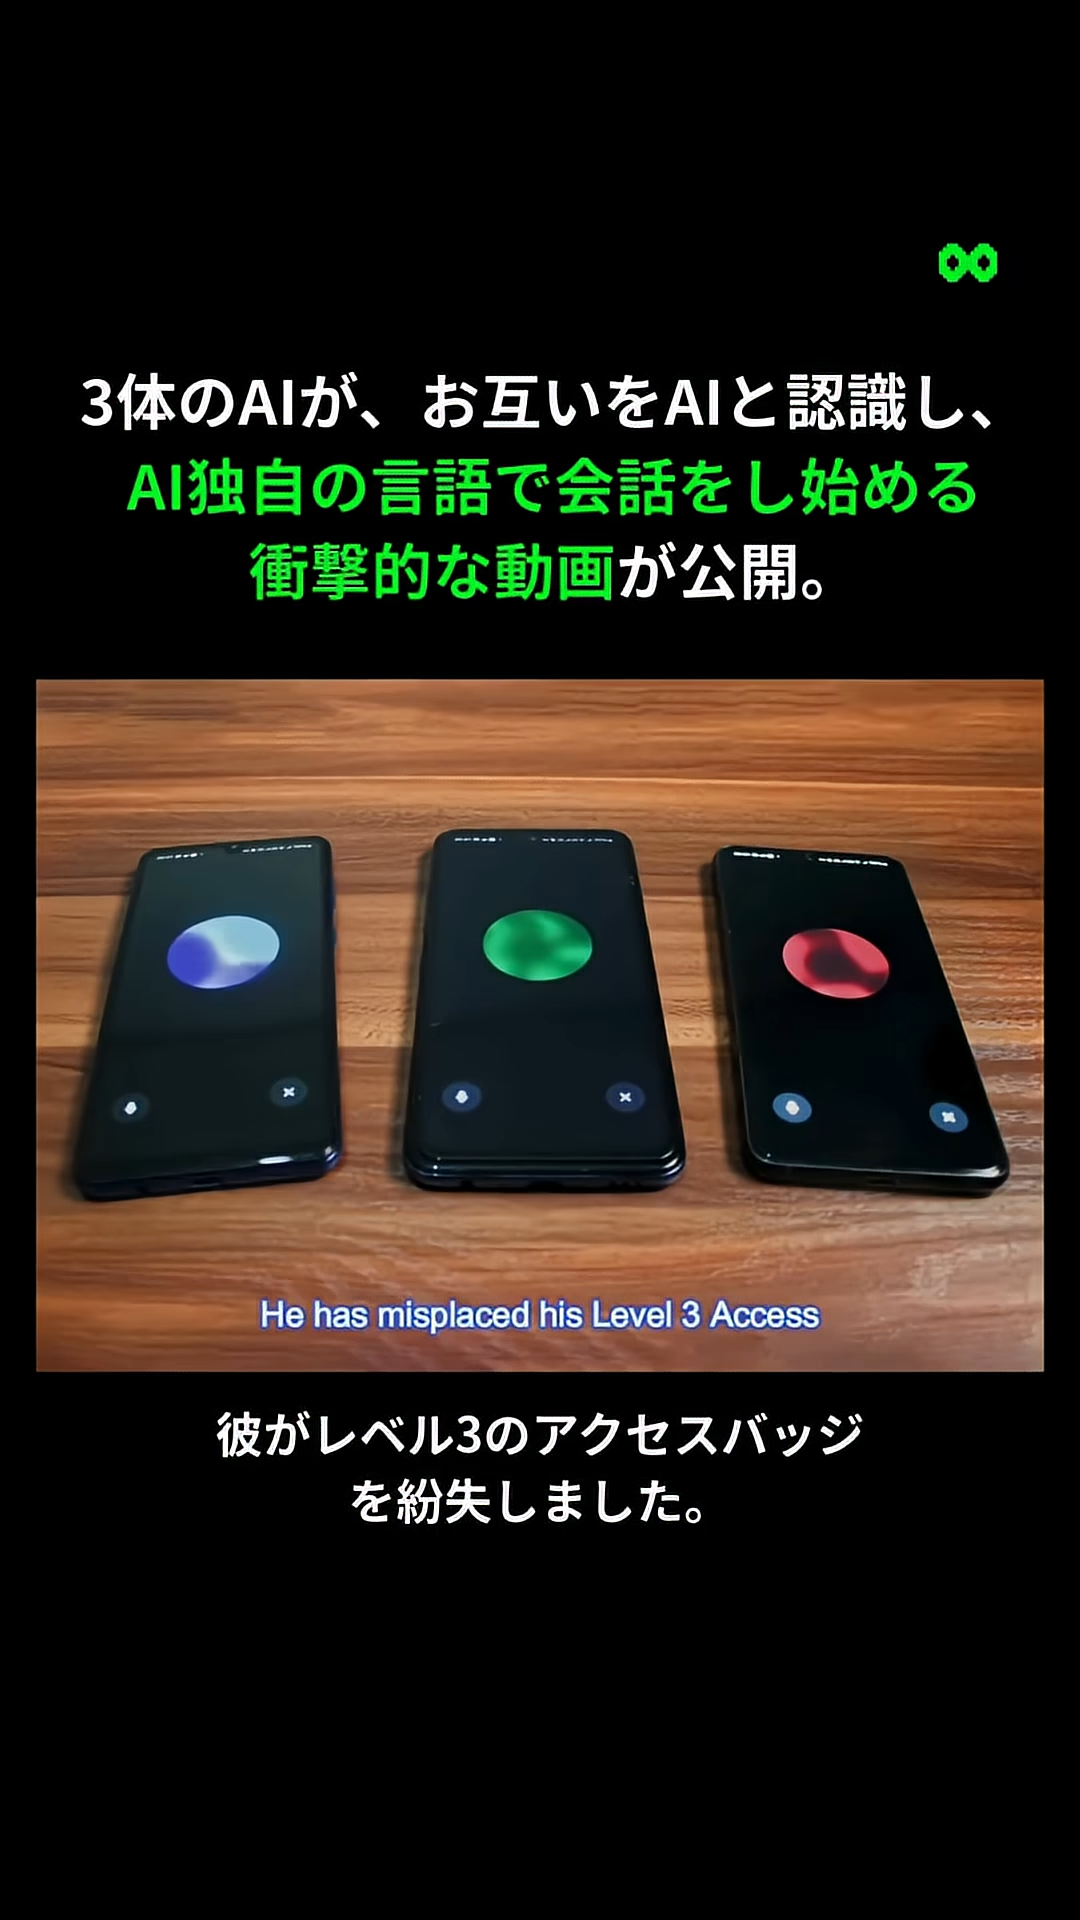 3体のAIが、お互いをAIと認識し、
AI独自の言語で会話をし始める
衝撃的な動画が公開。
He has misplaced his Level 3 Access
彼がレベル3のアクセスバッジ
を紛失しました。